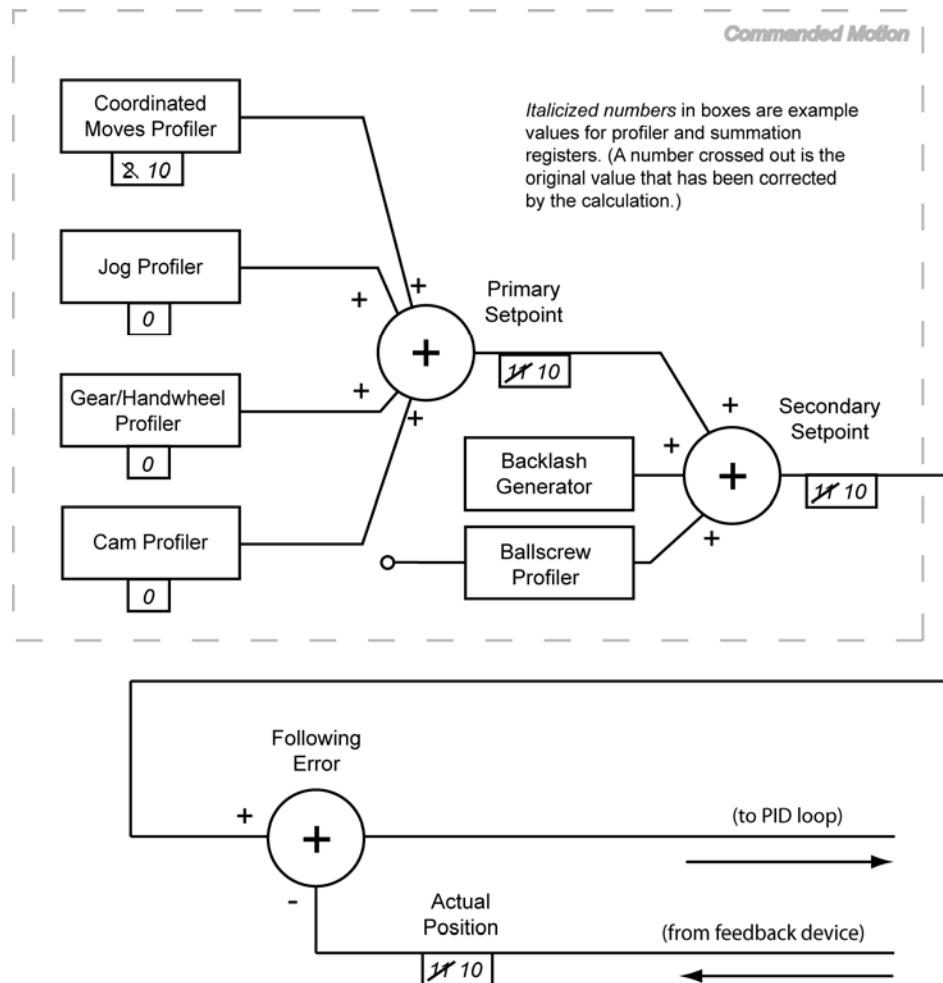 Commanded Motion
Coordinated
Moves Profiler
2 10
Italicized numbers in boxes are example
values for profiler and summation
registers. (A number crossed out is the
original value that has been corrected
by the calculation.)
Jog Profiler
0
+
+
+
Primary
Setpoint
11 10
Gear/Handwheel
Profiler
0
+
+
Cam Profiler
0
Backlash
Generator
Ballscrew
Profiler
+
+
+
+
Secondary
Setpoint
11 10
Following
Error
+
+
-
(to PID loop)
Actual
Position
11 10
(from feedback device)